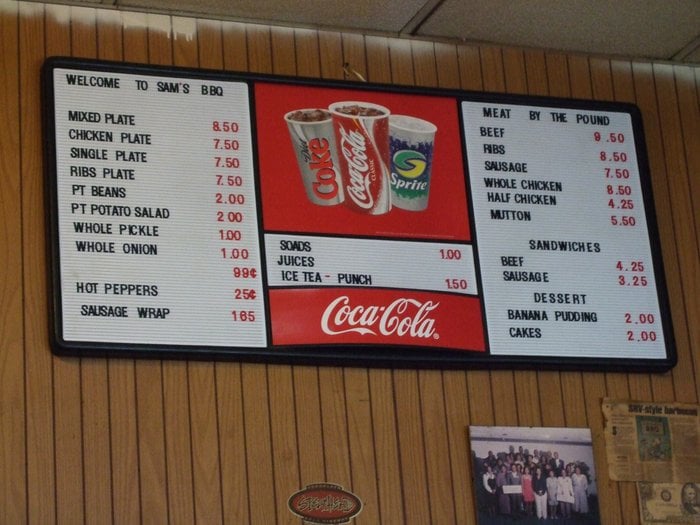 WELCOME TO SAM'S BBQ
MIXED PLATE 8.50
CHICKEN PLATE 7.50
SINGLE PLATE 7.50
RIBS PLATE 7.50
PT BEANS 2.00
PT POTATO SALAD 2 00
WHOLE PICKLE 1.00
WHOLE ONION 1.00
99¢
HOT PEPPERS 25¢
SAUSAGE WRAP 165
Coke
Coca-Cola
CLASSIC
Sprite
SOADS 1.00
JUICES
ICE TEA - PUNCH 1.50
Coca-Cola
MEAT BY THE POUND
BEEF 9.50
RIBS 8.50
SAUSAGE 7.50
WHOLE CHICKEN 8.50
HALF CHICKEN 4.25
MUTTON 5.50
SANDWICHES
BEEF 4.25
SAUSAGE 3.25
DESSERT
BANANA PUDDING 2.00
CAKES 2.00